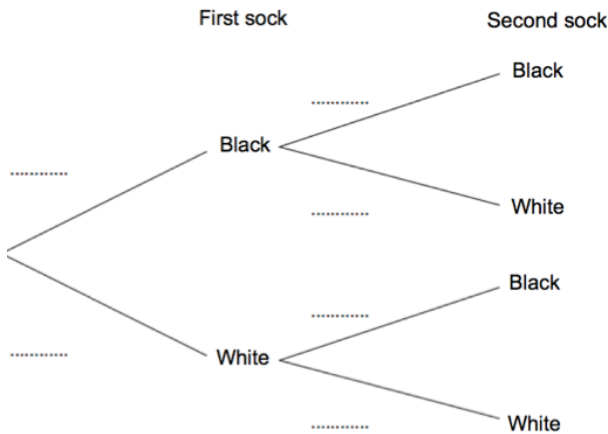 First sock
Second sock
Black
............
Black
............
............
White
Black
............
............
White
............
White